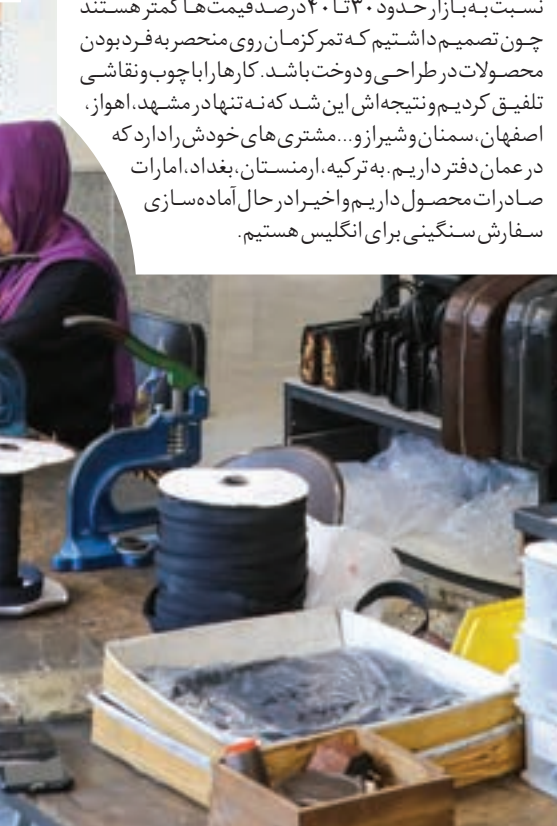 نسبت به بازار حدود ۳۰ تا ۴۰ درصد قیمت‌ها کمتر هستند
چون تصمیم داشتیم که تمرکزمان روی منحصر به فرد بودن
محصولات در طراحی و دوخت باشد. کارها را با چوب و نقاشی
تلفیق کردیم و نتیجه‌اش این شد که نه تنها در مشهد، اهواز،
اصفهان، سمنان و شیراز و... مشتری های خودش را دارد که
در عمان دفتر داریم. به ترکیه، ارمنستان، بغداد، امارات
صادرات محصول داریم و اخیرا در حال آماده‌سازی
سفارش سنگینی برای انگلیس هستیم.